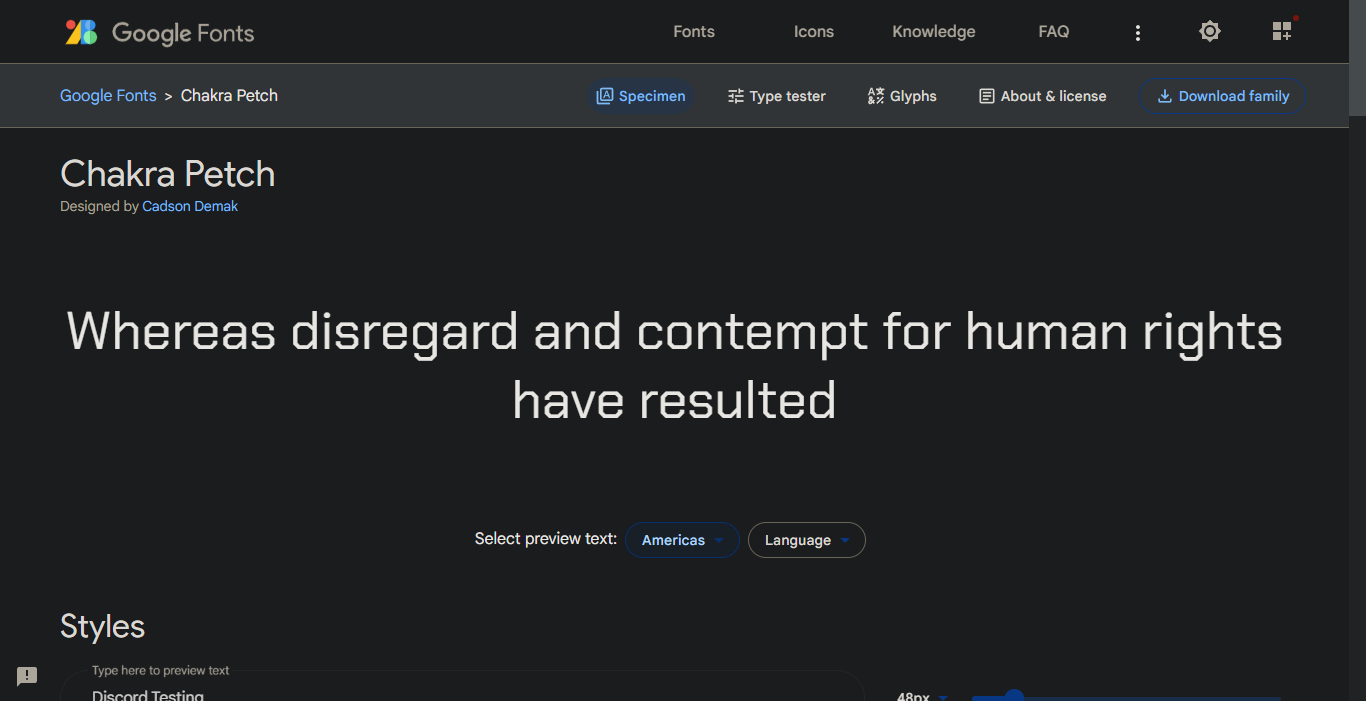 Google Fonts
Fonts Icons Knowledge FAQ
Google Fonts > Chakra Petch
Specimen Type tester Glyphs About & license Download family
Chakra Petch
Designed by Cadson Demak
Whereas disregard and contempt for human rights
have resulted
Select preview text: Americas Language
Styles
Type here to preview text
Discord Testing
48px